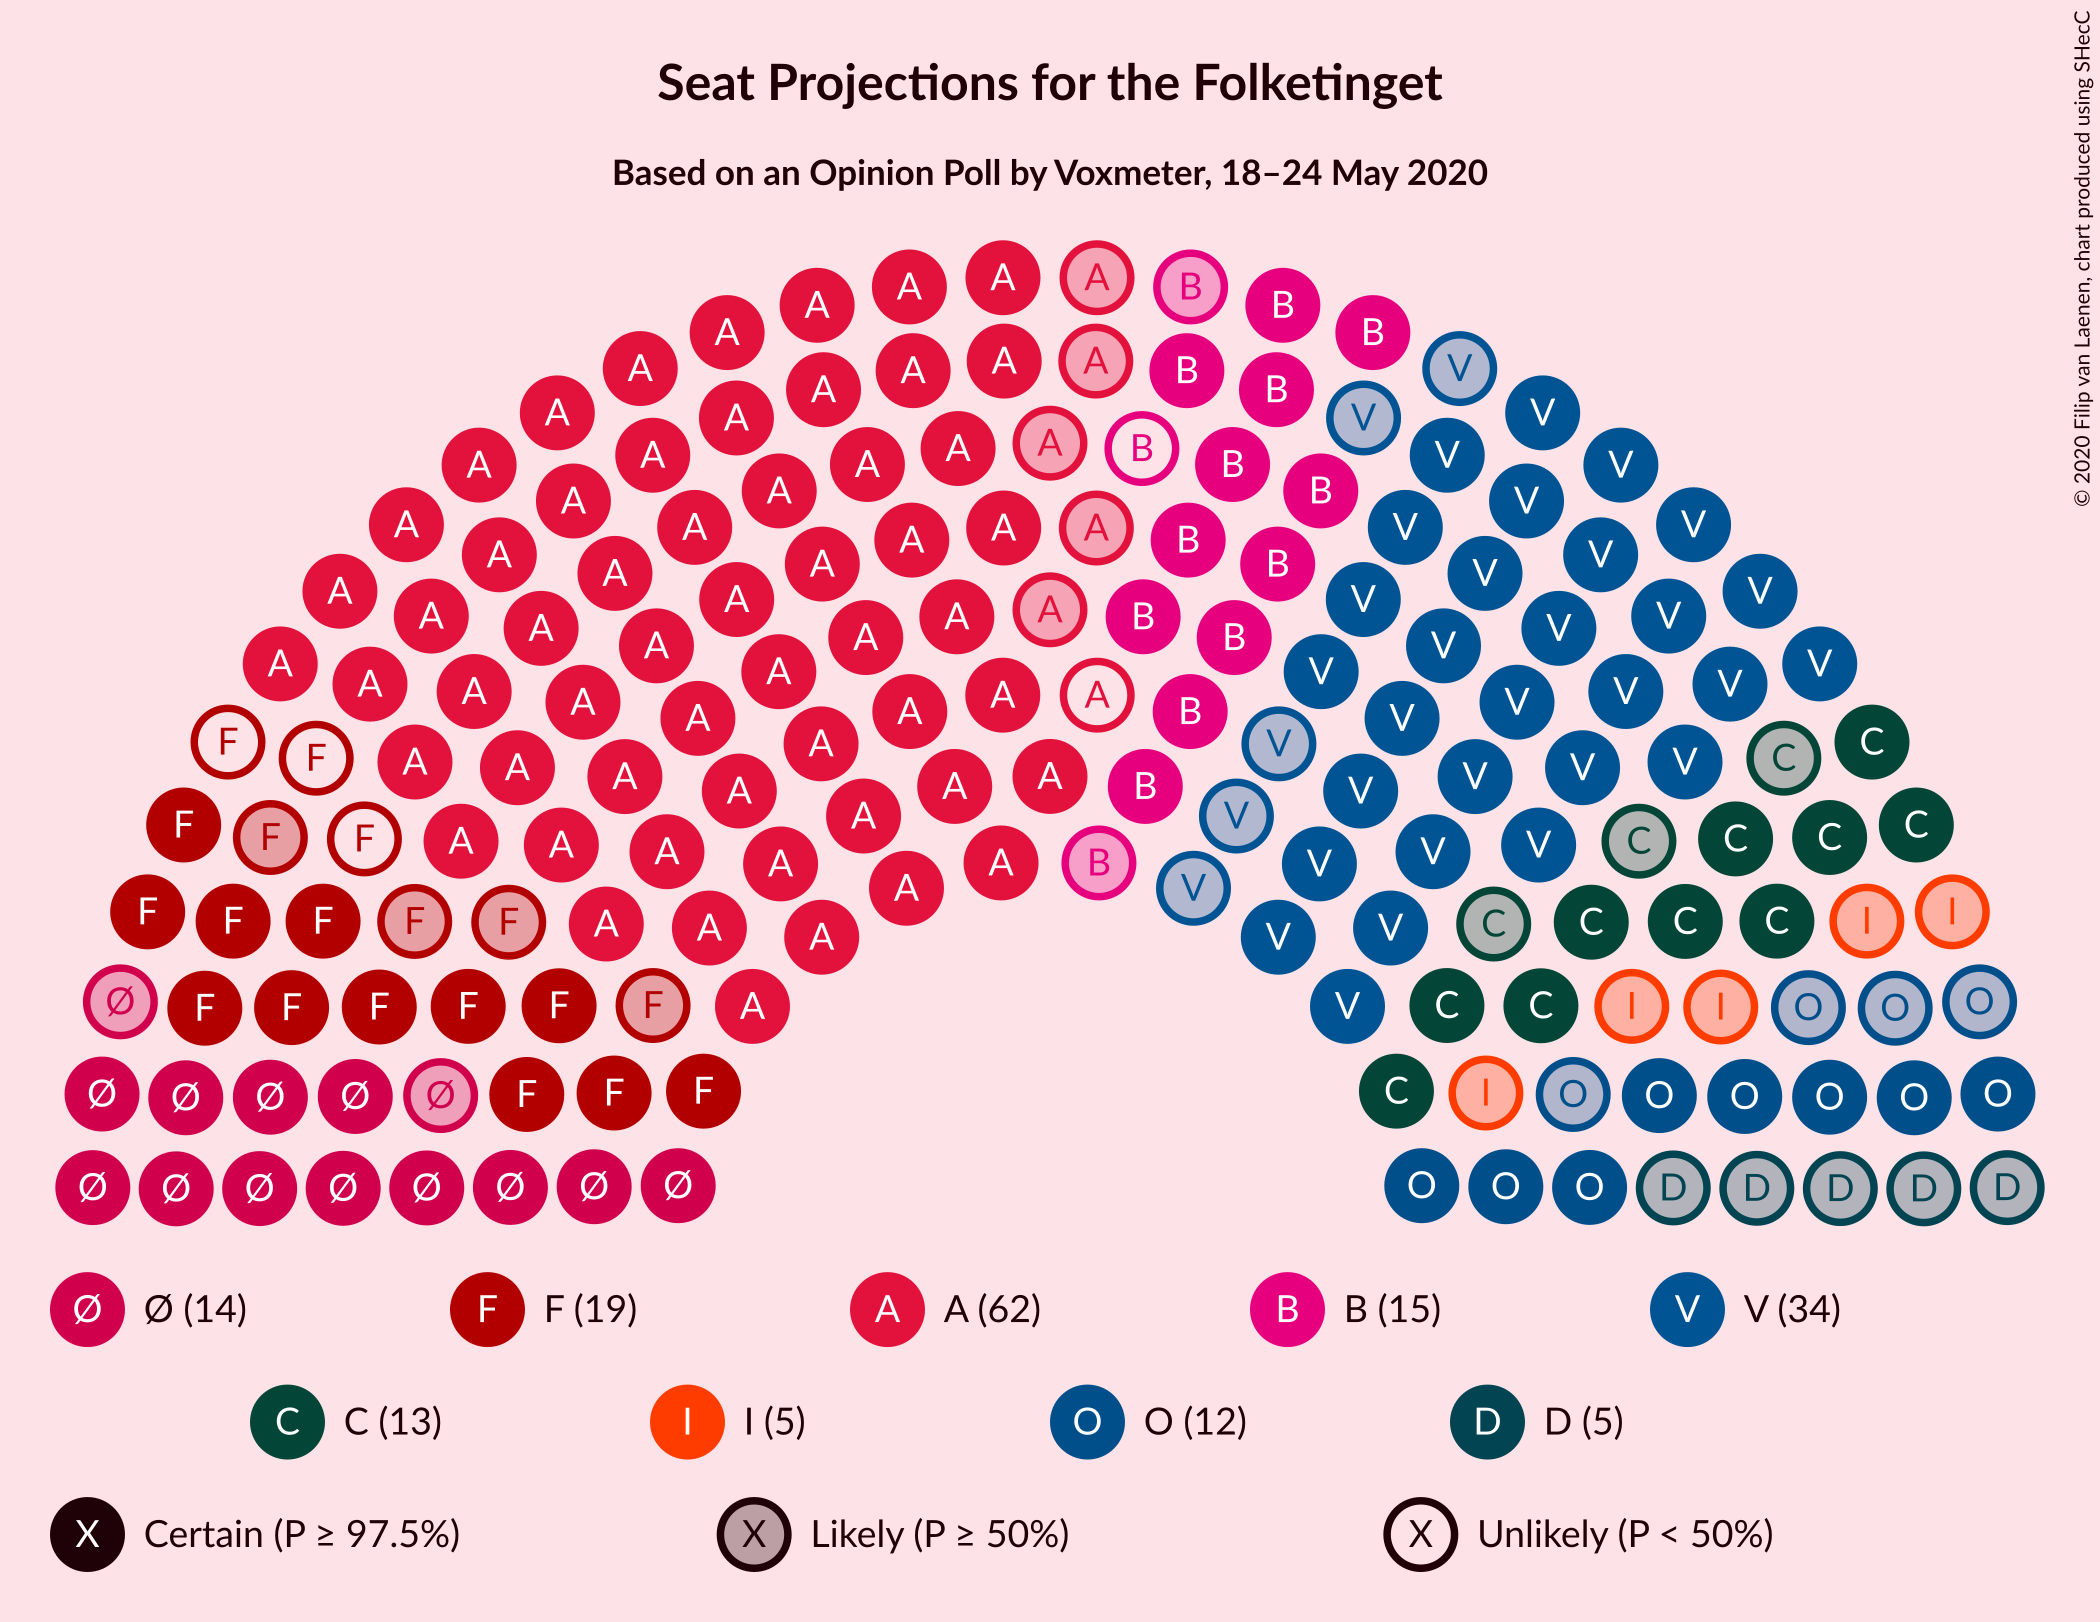 Seat Projections for the Folketinget
Based on an Opinion Poll by Voxmeter, 18–24 May 2020
© 2020 Filip van Laenen, chart produced using SHecC
A A A A B B
A A A A A B B V
A A A B V V
A A A A A B B V V
A A A A A A B V V V
A A A A B B V V
A A A A A A A A B B V V V V V
A A A A A A A A A B V V V V V V
F F A A A A A A A B V V V V V C C
F F F A A A A A A B V V V V C C C C
F F F F F A A A A V V V C C C C I I
Ø F F F F F F A V C C I I O O O
Ø Ø Ø Ø Ø F F F C I O O O O O O
Ø Ø Ø Ø Ø Ø Ø Ø O O O D D D D D
Ø Ø (14) F F (19) A A (62) B B (15) V V (34)
C C (13) I I (5) O O (12) D D (5)
X Certain (P ≥ 97.5%) X Likely (P ≥ 50%) X Unlikely (P < 50%)